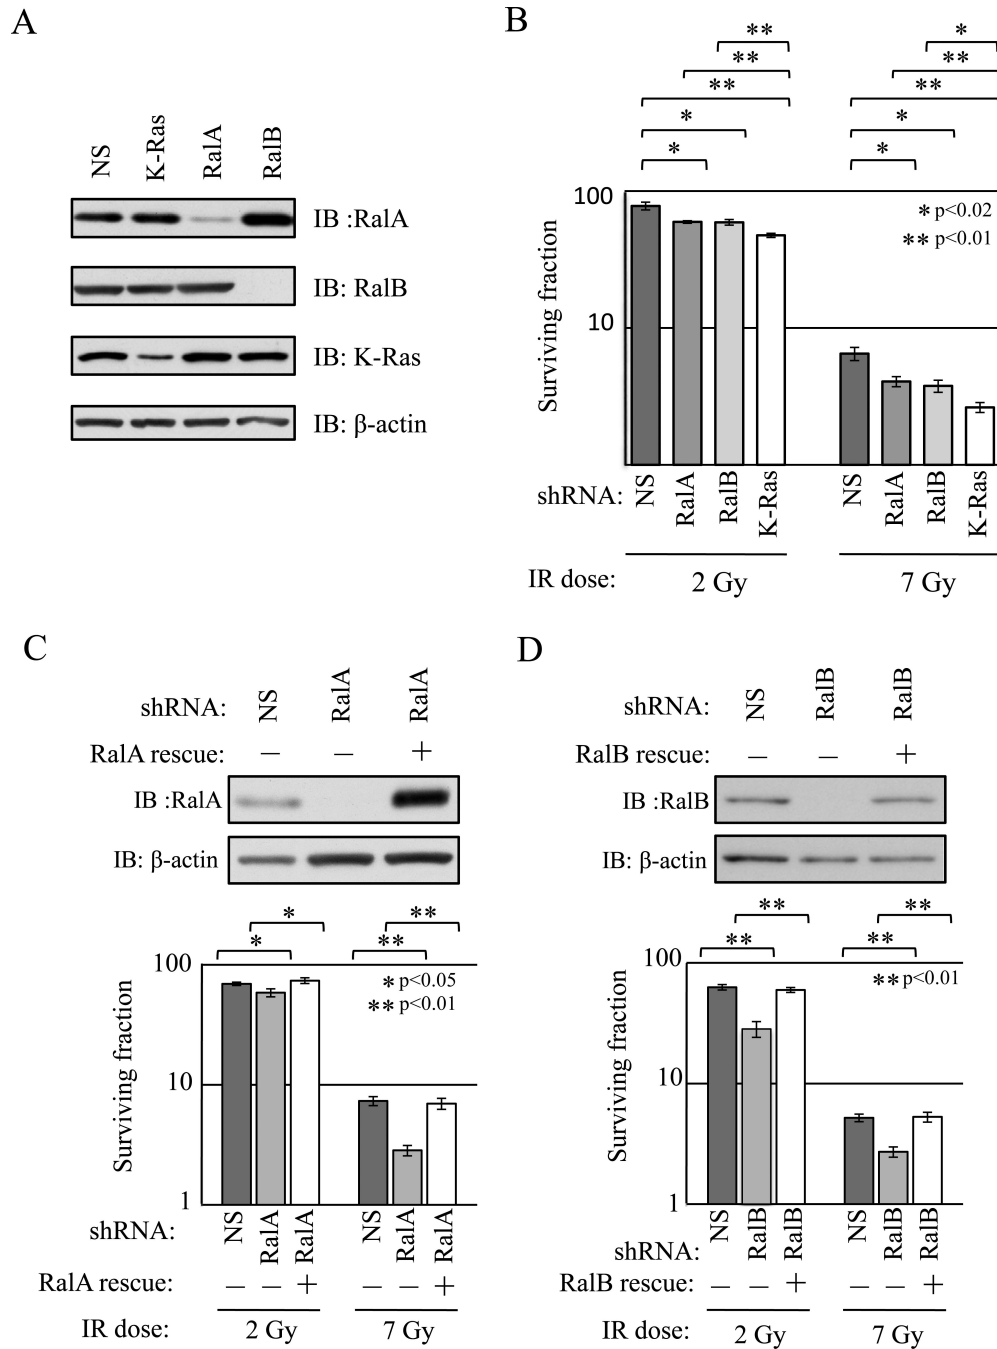 A
NS K-Ras RalA RalB
IB :RalA
IB: RalB
IB: K-Ras
IB: β-actin
B
** *
** **
** **
* *
* *
100
* p<0.02
** p<0.01
10
Surviving fraction
shRNA: NS RalA RalB K-Ras NS RalA RalB K-Ras
IR dose: 2 Gy 7 Gy
C
shRNA: NS RalA RalA
RalA rescue: – – +
IB :RalA
IB: β-actin
* **
* **
100
* p<0.05
** p<0.01
10
1
Surviving fraction
shRNA: NS RalA RalA NS RalA RalA
RalA rescue: – – + – – +
IR dose: 2 Gy 7 Gy
D
shRNA: NS RalB RalB
RalB rescue: – – +
IB :RalB
IB: β-actin
** **
** **
100
** p<0.01
10
1
Surviving fraction
shRNA: NS RalB RalB NS RalB RalB
RalB rescue: – – + – – +
IR dose: 2 Gy 7 Gy